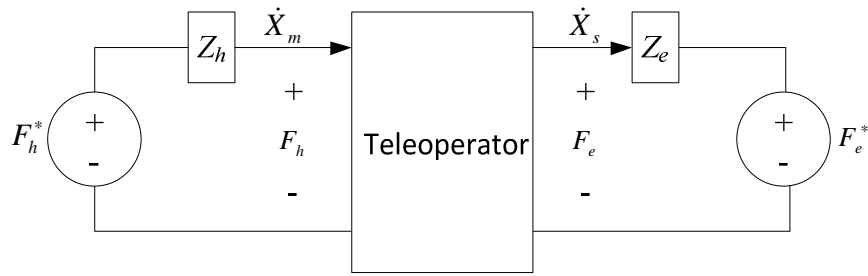 Ẋ_m
Ẋ_s
Z_h
Z_e
+
+
F_h^*
+
-
F_h
Teleoperator
F_e
+
-
F_e^*
-
-